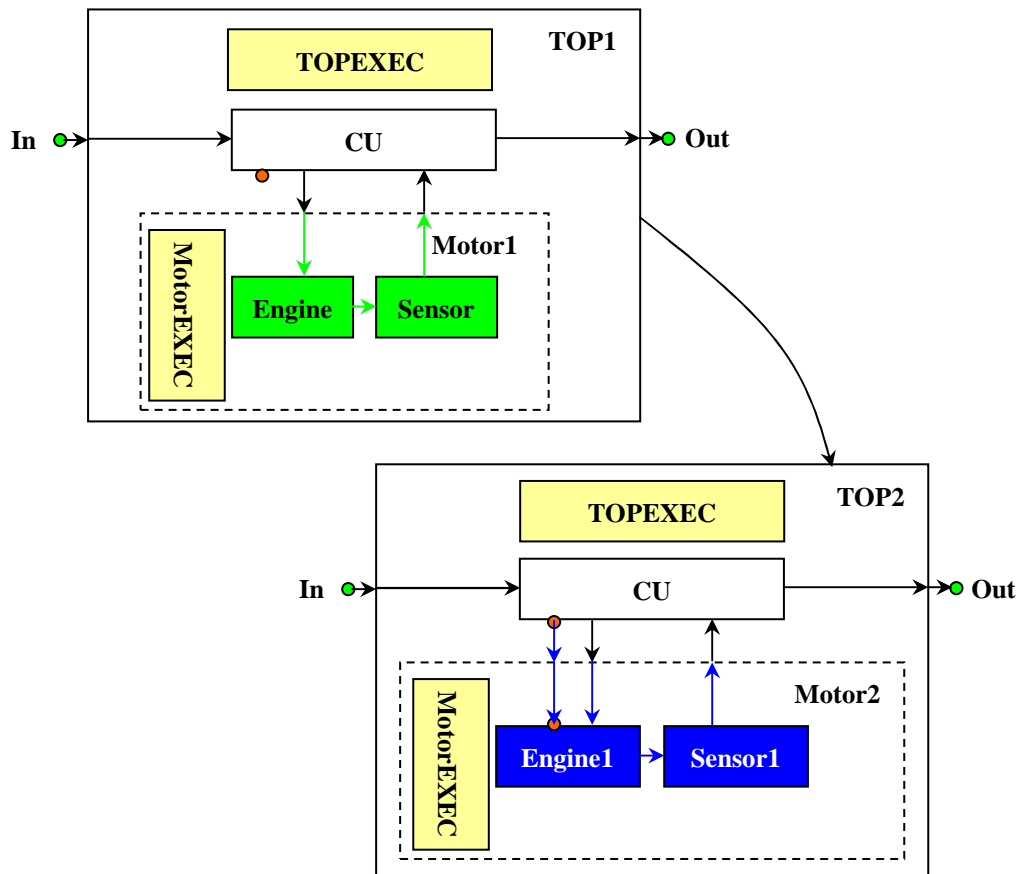 TOP1
TOPEXEC
In
CU
Out
Motor1
MotorEXEC
Engine
Sensor
TOP2
TOPEXEC
In
CU
Out
Motor2
MotorEXEC
Engine1
Sensor1